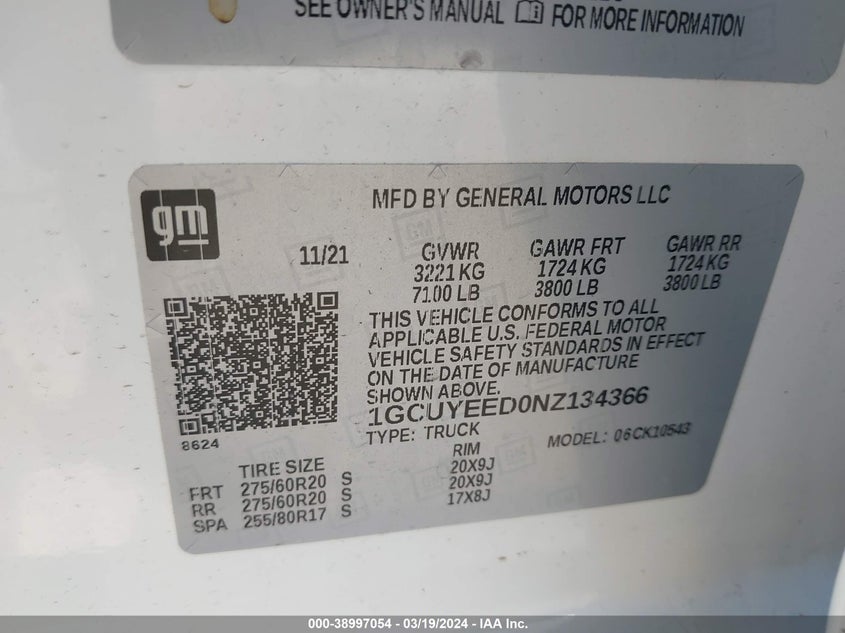 SEE OWNER'S MANUAL FOR MORE INFORMATION
gm
MFD BY GENERAL MOTORS LLC
11/21
GVWR GAWR FRT GAWR RR
3221 KG 1724 KG 1724 KG
7100 LB 3800 LB 3800 LB
THIS VEHICLE CONFORMS TO ALL
APPLICABLE U.S. FEDERAL MOTOR
VEHICLE SAFETY STANDARDS IN EFFECT
ON THE DATE OF MANUFACTURE
SHOWN ABOVE.
1GCUYEED0NZ134366
8624
TYPE: TRUCK MODEL: 06CK10543
TIRE SIZE RIM
FRT 275/60R20 S 20X9J
RR 275/60R20 S 20X9J
SPA 255/80R17 S 17X8J
000-38997054 - 03/19/2024 - IAA Inc.